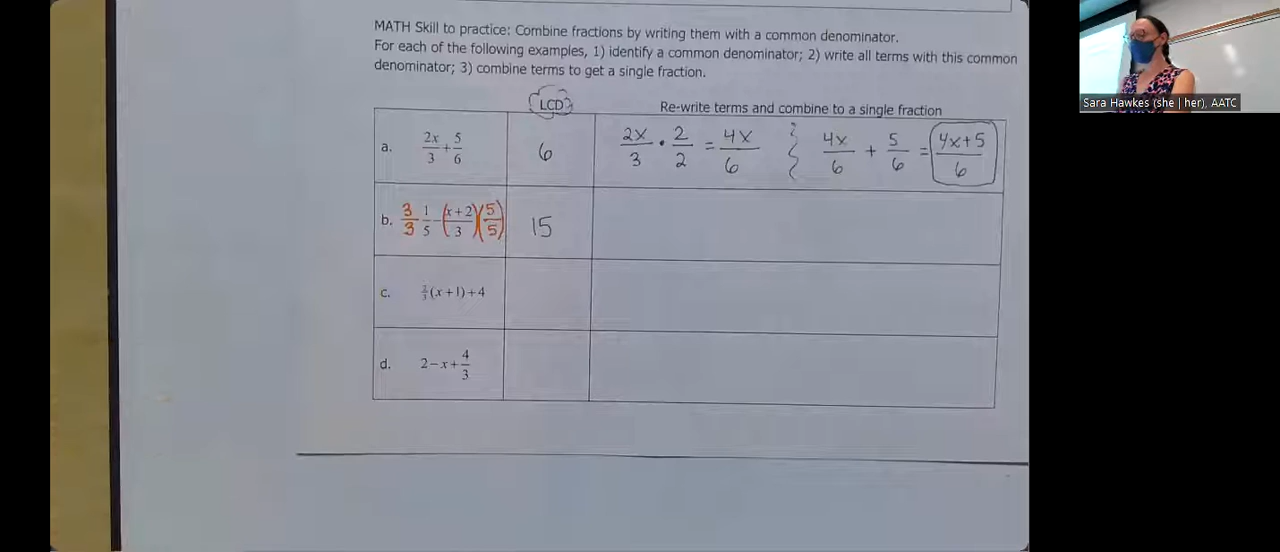 MATH Skill to practice: Combine fractions by writing them with a common denominator.
For each of the following examples, 1) identify a common denominator; 2) write all terms with this common
denominator; 3) combine terms to get a single fraction.
LCD Re-write terms and combine to a single fraction
a. 2x/3 + 5/6 6 2x/3 · 2/2 = 4x/6 4x/6 + 5/6 = 4x+5/6
b. 3/3 1/5 - (x+2/3)(5/5) 15
c. (x+1)+4
d. 2-x+4/3
Sara Hawkes (she | her), AATC